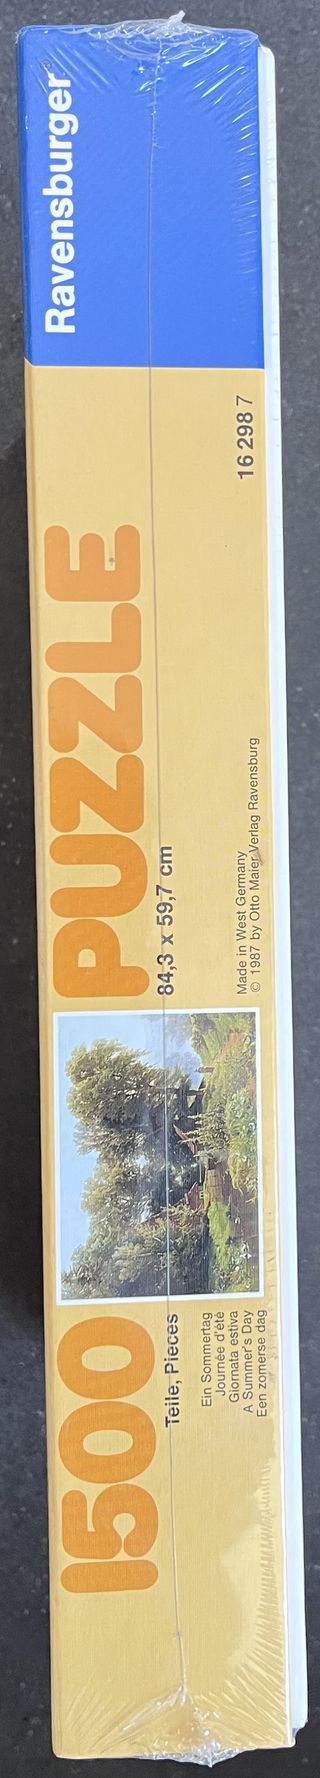 1500
Teile, Pieces
Ein Sommertag
Journée d'été
Giornata estiva
A Summer's Day
Een zomerse dag
PUZZLE
84,3 x 59,7 cm
Made in West Germany
© 1987 by Otto Maier Verlag Ravensburg
16 298 7
Ravensburger®